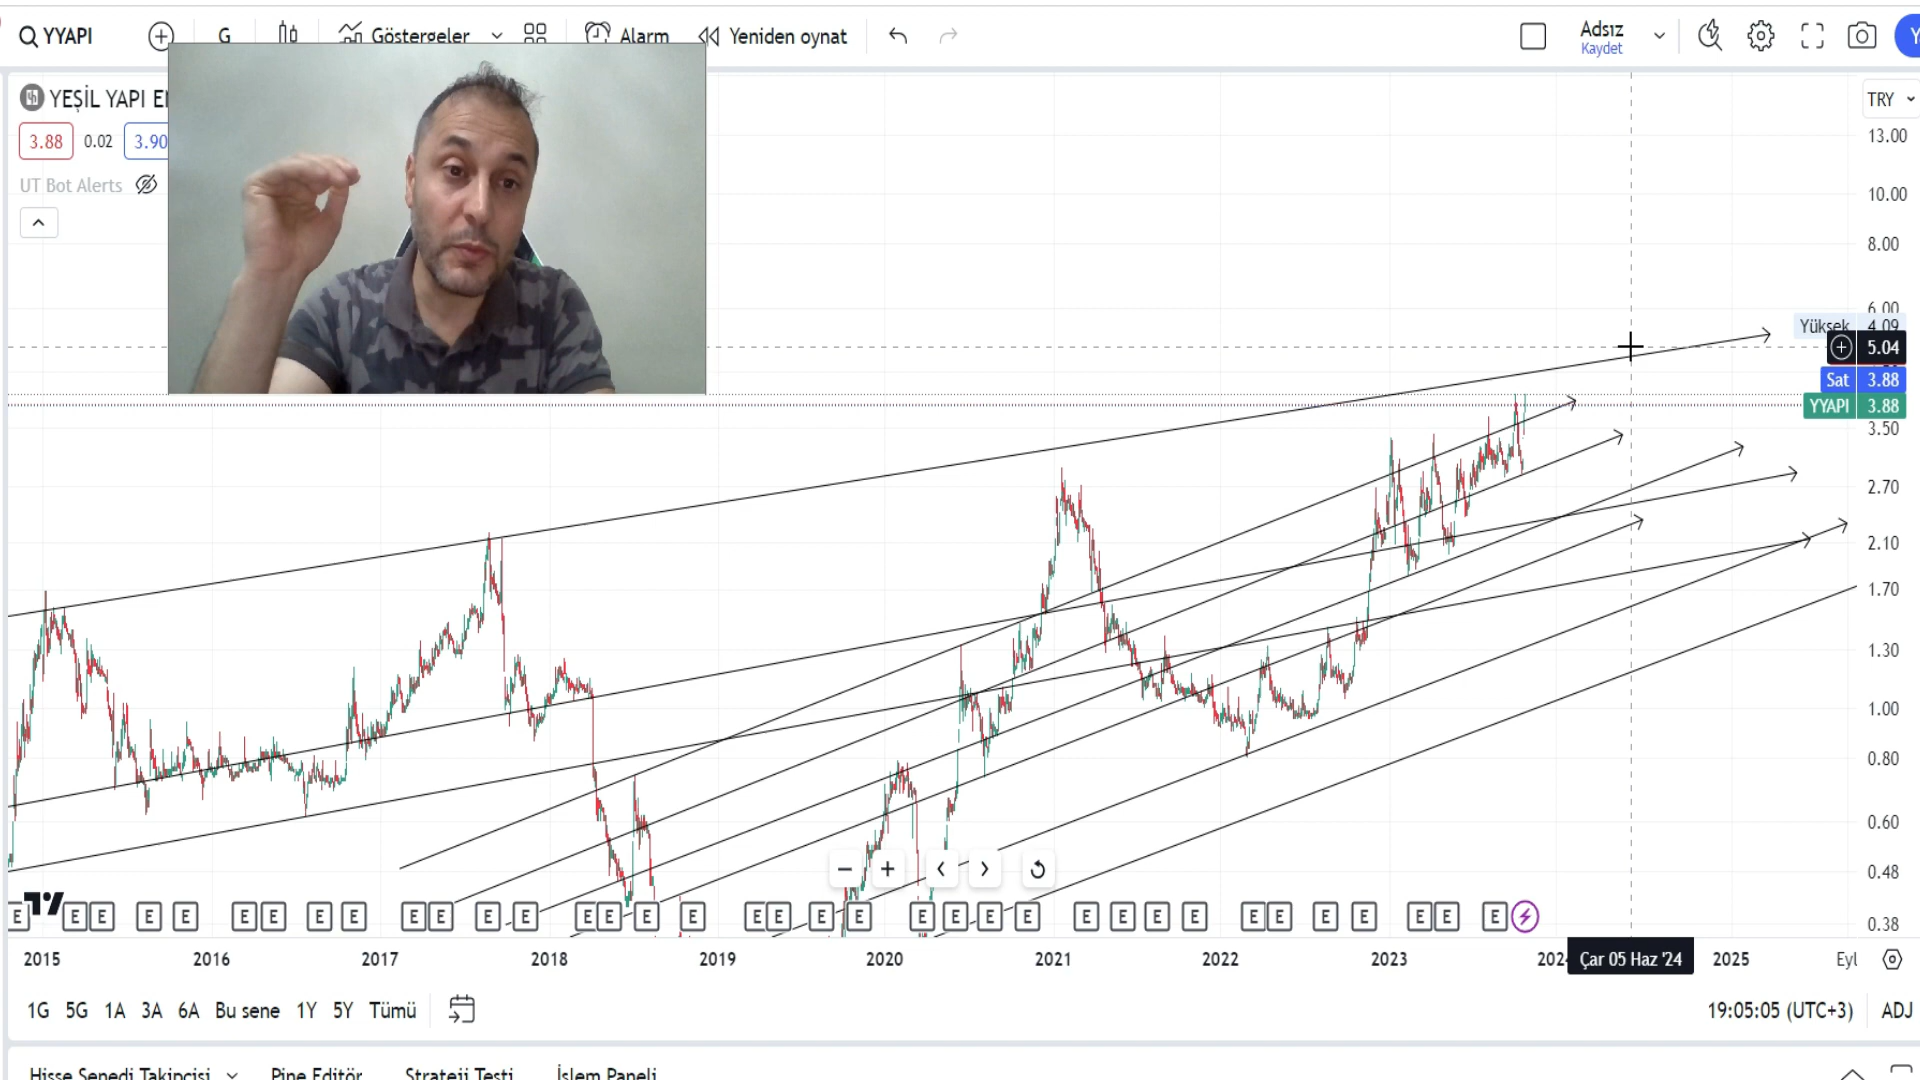 YYAPI G Göstergeler Alarm Yeniden oynat Adsız
Kaydet
YEŞİL YAPI
TRY
3.88 0.02 3.90
UT Bot Alerts
13.00
10.00
8.00
6.00
Yüksek 4.09
5.04
Sat 3.88
YYAPI 3.88
3.50
2.70
2.10
1.70
1.30
1.00
0.80
0.60
0.48
0.38
E E E E E E E E E E E E E E E E E E E E E E E E E E E E E E E E E E E
2015 2016 2017 2018 2019 2020 2021 2022 2023 Çar 05 Haz '24 2025 Eyl
1G 5G 1A 3A 6A Bu sene 1Y 5Y Tümü 19:05:05 (UTC+3) ADJ
Hisse Senedi Takipçisi Pine Editör Strateji Testi İşlem Paneli